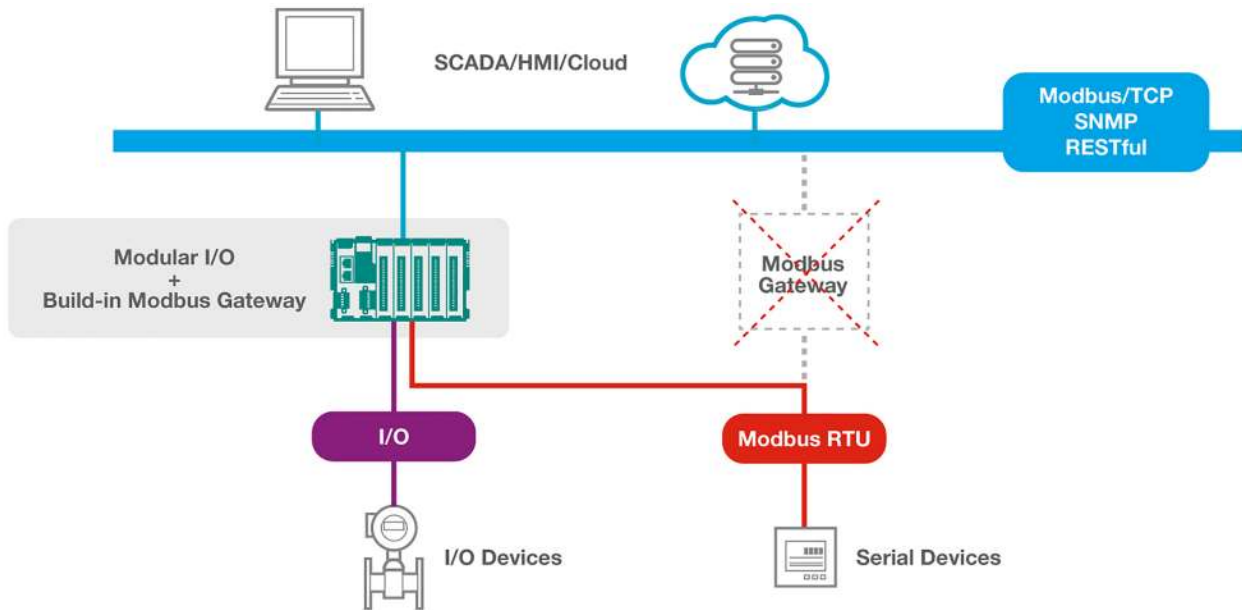 SCADA/HMI/Cloud
Modbus/TCP
SNMP
RESTful
Modular I/O
+
Build-in Modbus Gateway
Modbus
Gateway
I/O
Modbus RTU
I/O Devices
Serial Devices